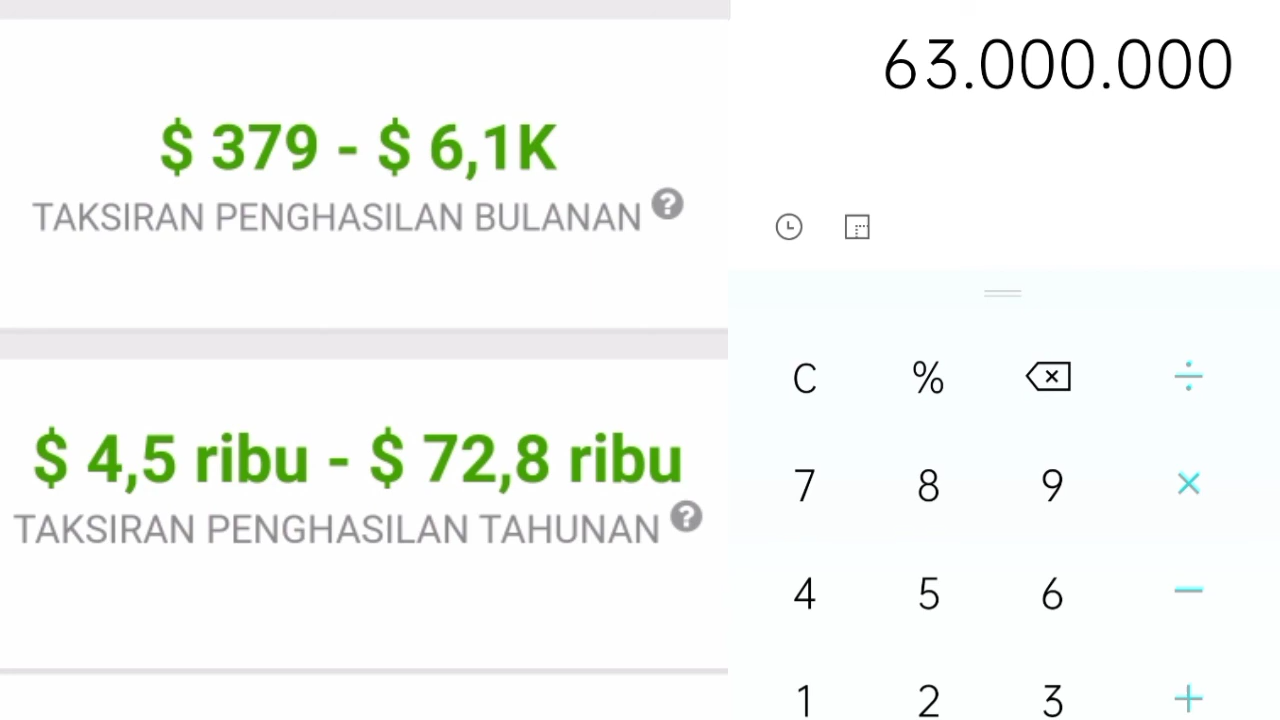 $ 379 - $ 6,1K
TAKSIRAN PENGHASILAN BULANAN ?
$ 4,5 ribu - $ 72,8 ribu
TAKSIRAN PENGHASILAN TAHUNAN ?
63.000.000
C % ÷
7 8 9 ×
4 5 6 −
1 2 3 +